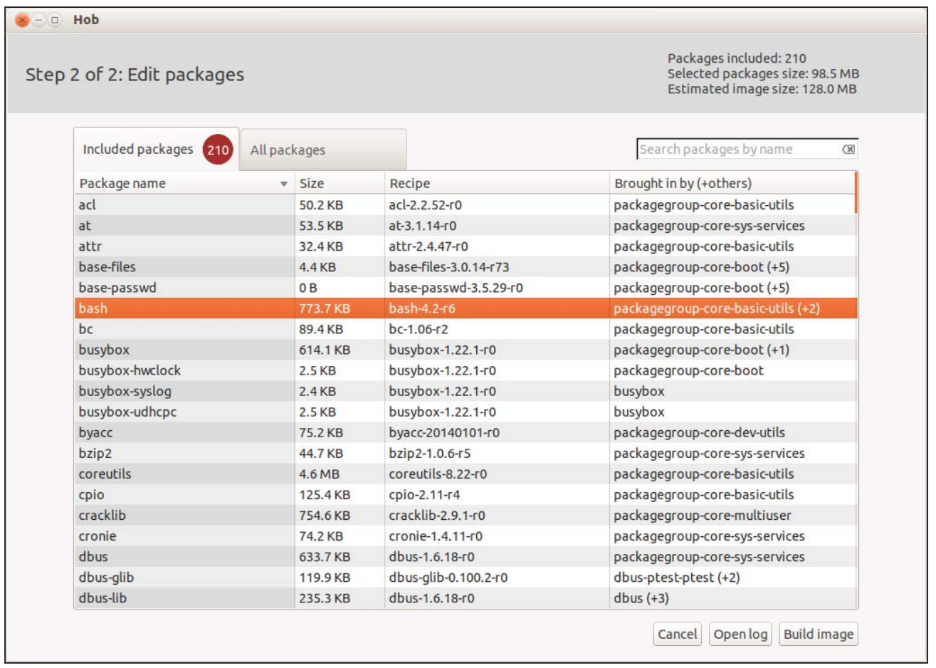 Hob
Step 2 of 2: Edit packages
Packages included: 210
Selected packages size: 98.5 MB
Estimated image size: 128.0 MB
Included packages 210 All packages
Search packages by name
Package name Size Recipe Brought in by (+others)
acl 50.2 KB acl-2.2.52-r0 packagegroup-core-basic-utils
at 53.5 KB at-3.1.14-r0 packagegroup-core-sys-services
attr 32.4 KB attr-2.4.47-r0 packagegroup-core-basic-utils
base-files 4.4 KB base-files-3.0.14-r73 packagegroup-core-boot (+5)
base-passwd 0 B base-passwd-3.5.29-r0 packagegroup-core-boot (+5)
bash 773.7 KB bash-4.2-r6 packagegroup-core-basic-utils (+2)
bc 89.4 KB bc-1.06-r2 packagegroup-core-basic-utils
busybox 614.1 KB busybox-1.22.1-r0 packagegroup-core-boot (+1)
busybox-hwclock 2.5 KB busybox-1.22.1-r0 packagegroup-core-boot
busybox-syslog 2.4 KB busybox-1.22.1-r0 busybox
busybox-udhcpc 2.5 KB busybox-1.22.1-r0 busybox
byacc 75.2 KB byacc-20140101-r0 packagegroup-core-dev-utils
bzip2 44.7 KB bzip2-1.0.6-r5 packagegroup-core-sys-services
coreutils 4.6 MB coreutils-8.22-r0 packagegroup-core-basic-utils
cpio 125.4 KB cpio-2.11-r4 packagegroup-core-basic-utils
cracklib 754.6 KB cracklib-2.9.1-r0 packagegroup-core-multiuser
cronie 74.2 KB cronie-1.4.11-r0 packagegroup-core-sys-services
dbus 633.7 KB dbus-1.6.18-r0 packagegroup-core-sys-services
dbus-glib 119.9 KB dbus-glib-0.100.2-r0 dbus-ptest-ptest (+2)
dbus-lib 235.3 KB dbus-1.6.18-r0 dbus (+3)
Cancel Open log Build image